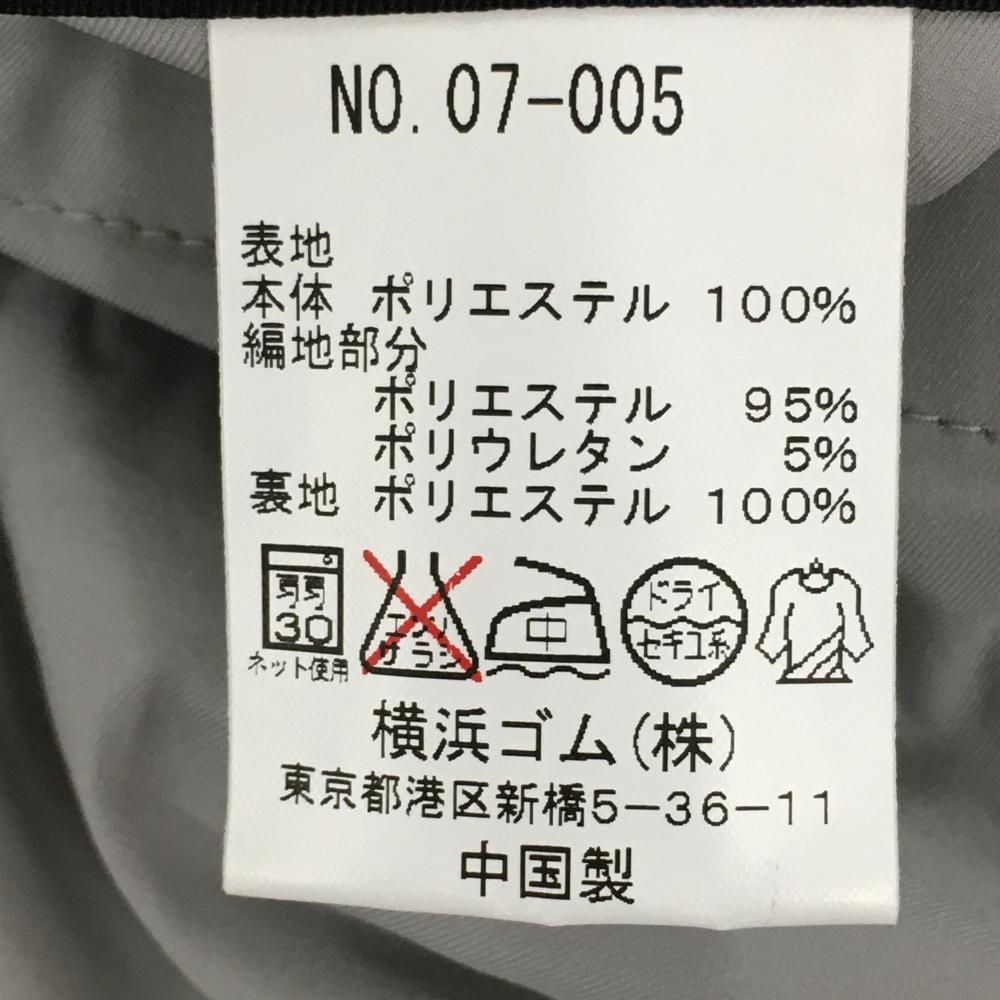 NO. 07-005
表地
本体 ポリエステル 100%
編地部分
ポリエステル 95%
ポリウレタン 5%
裏地 ポリエステル 100%
弱
30
ネット使用
エンソ
サラシ
中
ドライ
セキユ系
横浜ゴム(株)
東京都港区新橋5-36-11
中国製